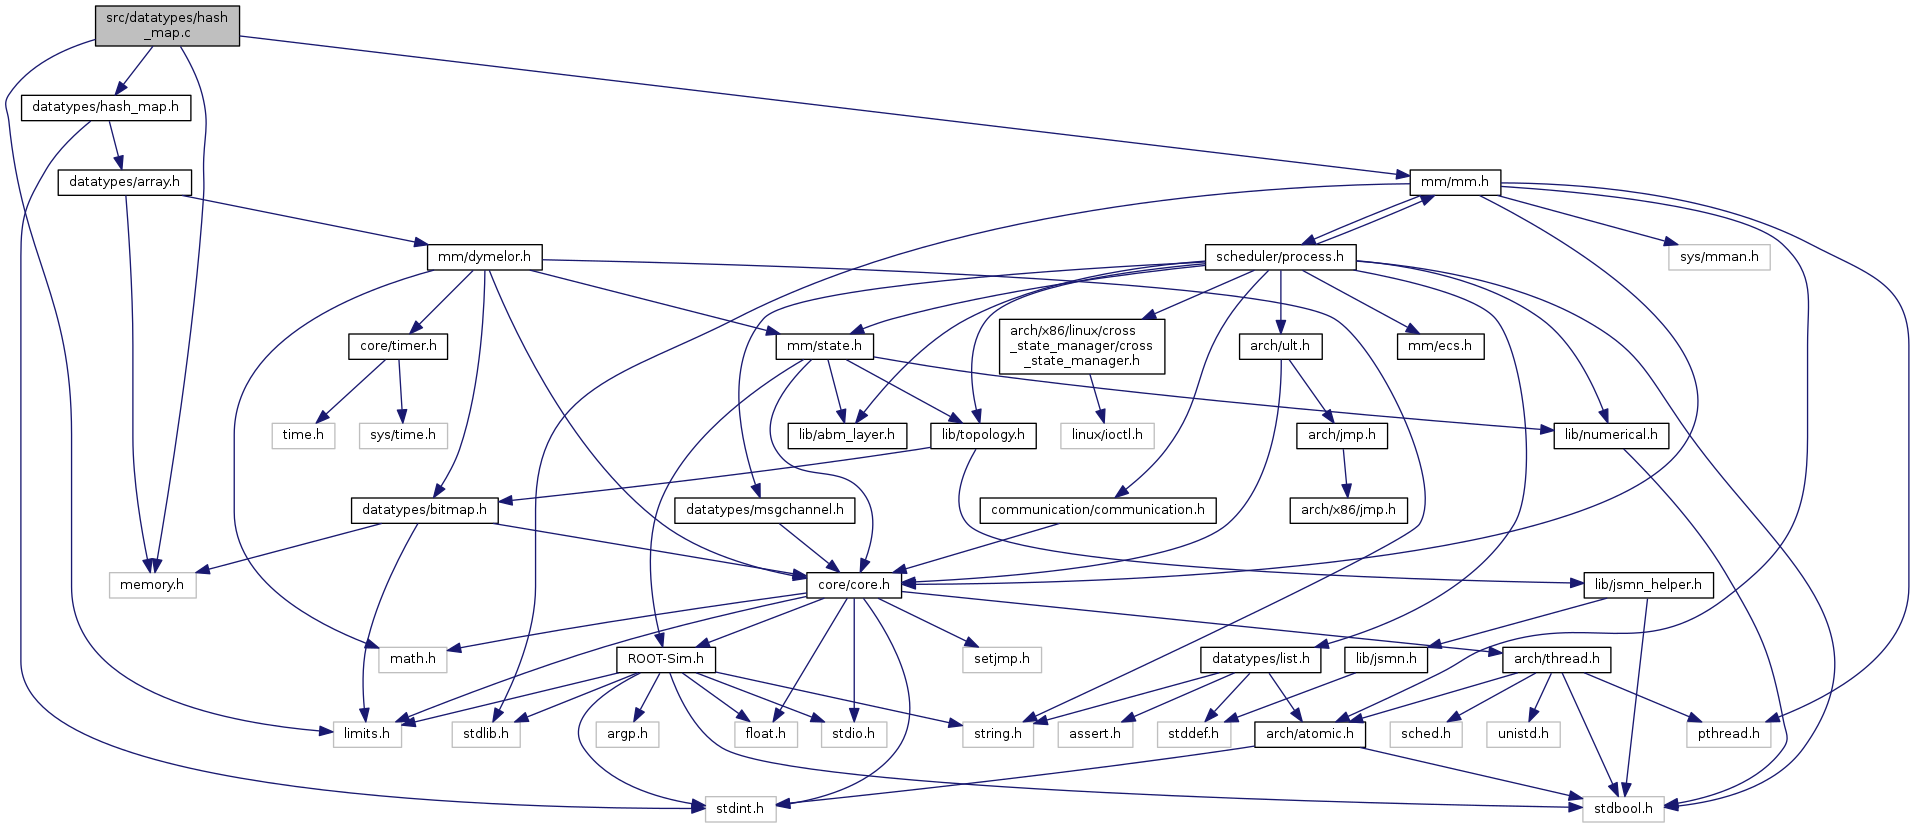 src/datatypes/hash
_map.c
datatypes/hash_map.h
datatypes/array.h
mm/mm.h
mm/dymelor.h
scheduler/process.h
sys/mman.h
core/timer.h
mm/state.h
arch/x86/linux/cross
_state_manager/cross
_state_manager.h
arch/ult.h
mm/ecs.h
time.h
sys/time.h
lib/abm_layer.h
lib/topology.h
linux/ioctl.h
arch/jmp.h
lib/numerical.h
datatypes/bitmap.h
datatypes/msgchannel.h
communication/communication.h
arch/x86/jmp.h
memory.h
core/core.h
lib/jsmn_helper.h
math.h
ROOT-Sim.h
setjmp.h
datatypes/list.h
lib/jsmn.h
arch/thread.h
limits.h
stdlib.h
argp.h
float.h
stdio.h
string.h
assert.h
stddef.h
arch/atomic.h
sched.h
unistd.h
pthread.h
stdint.h
stdbool.h